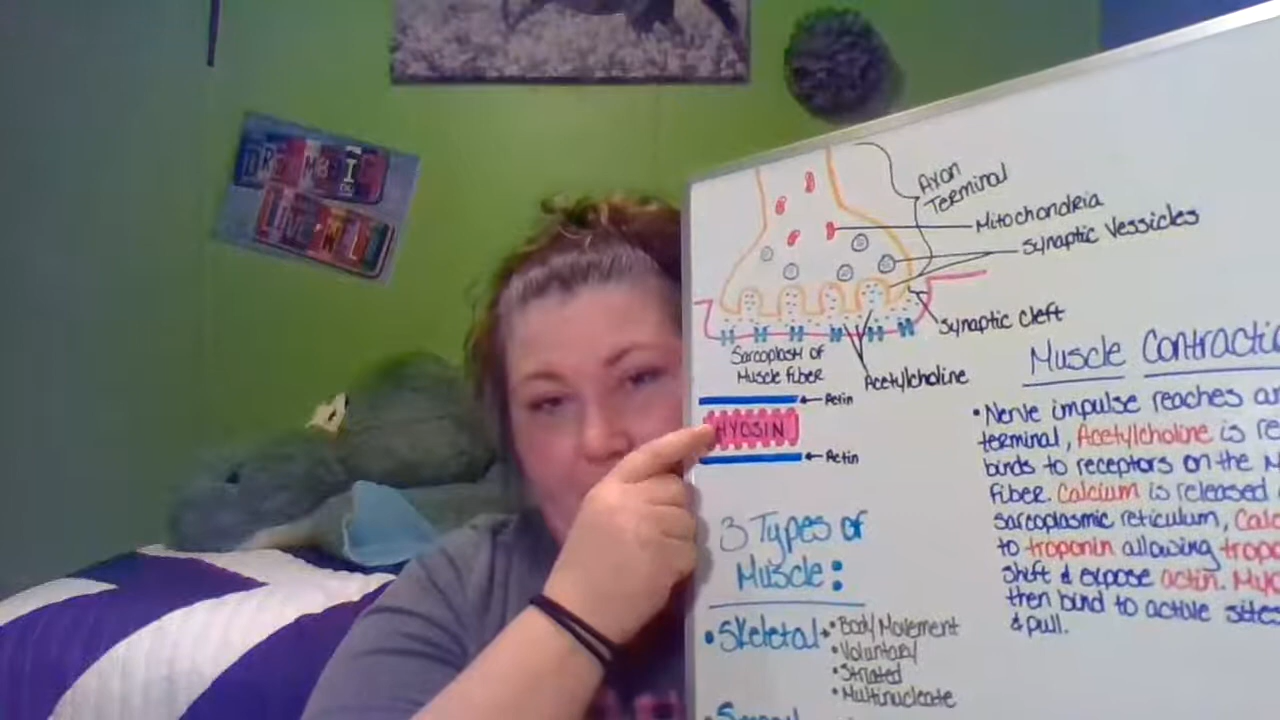 Axon
Terminal
Mitochondria
Synaptic Vessicles
Synaptic Cleft
Sarcoplasm of
Muscle fiber
Acetylcholine
Actin
MYOSIN
Actin
3 Types of
Muscle:
• Skeletal
• Body Movement
• Voluntary
• Striated
• Multinucleate
Muscle Contractio
• Nerve impulse reaches a
terminal, Acetylcholine is re
binds to receptors on the M
fiber. Calcium is released
sarcoplasmic reticulum, Calc
to troponin allowing tropo
shift & expose actin.
then bind to active sites
& pull.